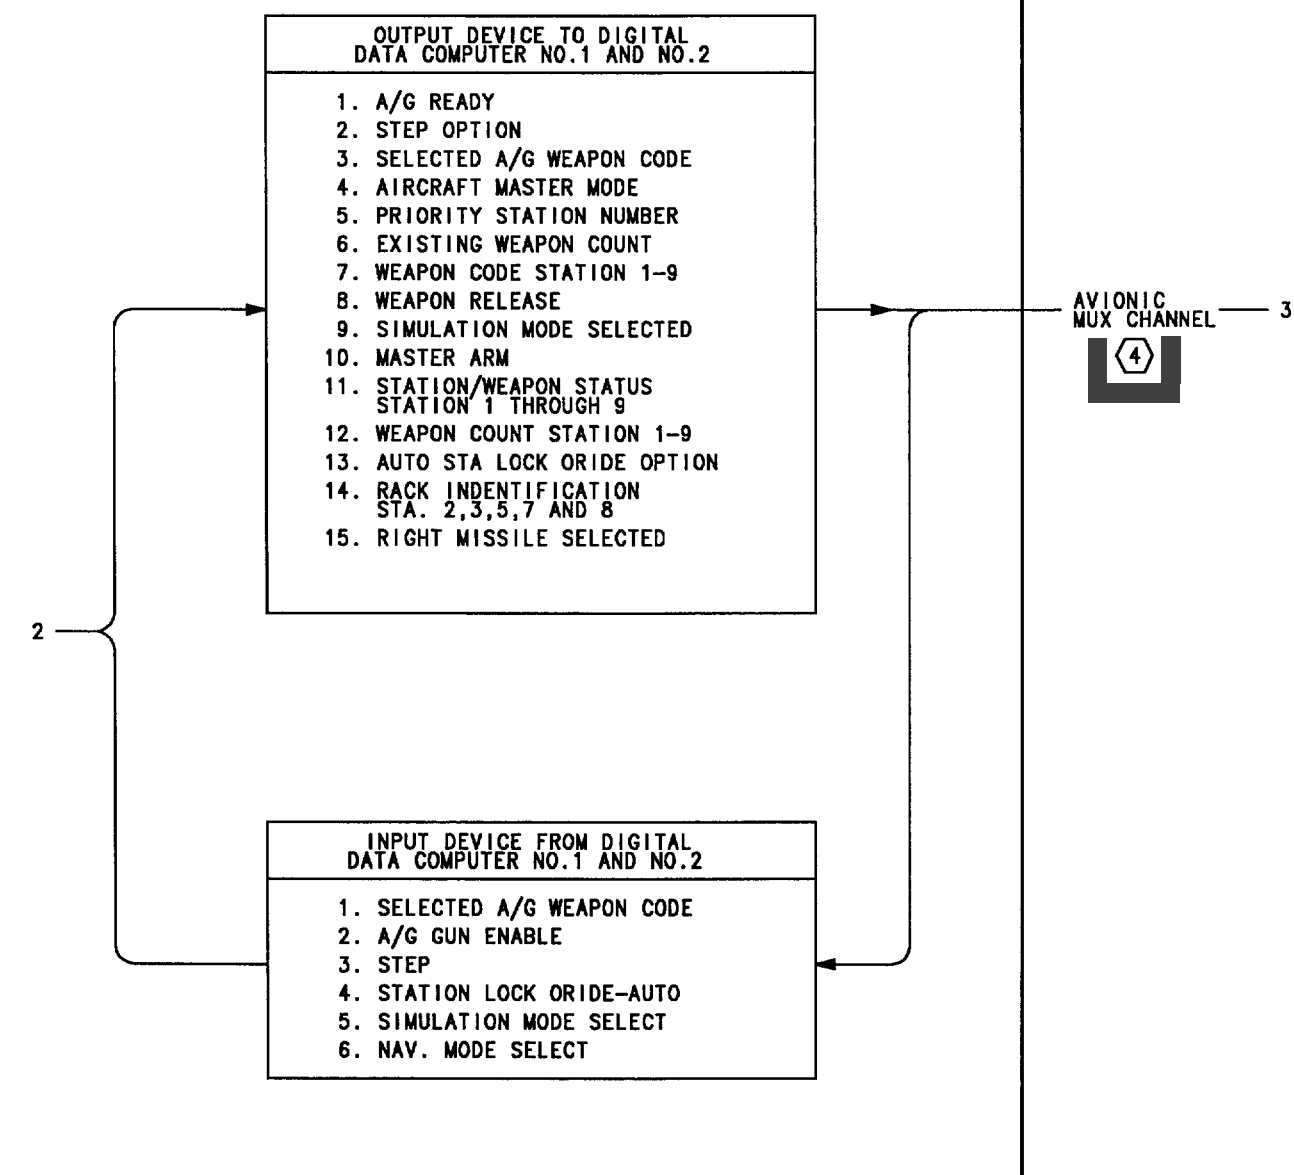 OUTPUT DEVICE TO DIGITAL
DATA COMPUTER NO.1 AND NO.2
1. A/G READY
2. STEP OPTION
3. SELECTED A/G WEAPON CODE
4. AIRCRAFT MASTER MODE
5. PRIORITY STATION NUMBER
6. EXISTING WEAPON COUNT
7. WEAPON CODE STATION 1-9
8. WEAPON RELEASE
9. SIMULATION MODE SELECTED
10. MASTER ARM
11. STATION/WEAPON STATUS
STATION 1 THROUGH 9
12. WEAPON COUNT STATION 1-9
13. AUTO STA LOCK ORIDE OPTION
14. RACK INDENTIFICATION
STA. 2,3,5,7 AND 8
15. RIGHT MISSILE SELECTED
AVIONIC
MUX CHANNEL
3
4
2
INPUT DEVICE FROM DIGITAL
DATA COMPUTER NO.1 AND NO.2
1. SELECTED A/G WEAPON CODE
2. A/G GUN ENABLE
3. STEP
4. STATION LOCK ORIDE-AUTO
5. SIMULATION MODE SELECT
6. NAV. MODE SELECT